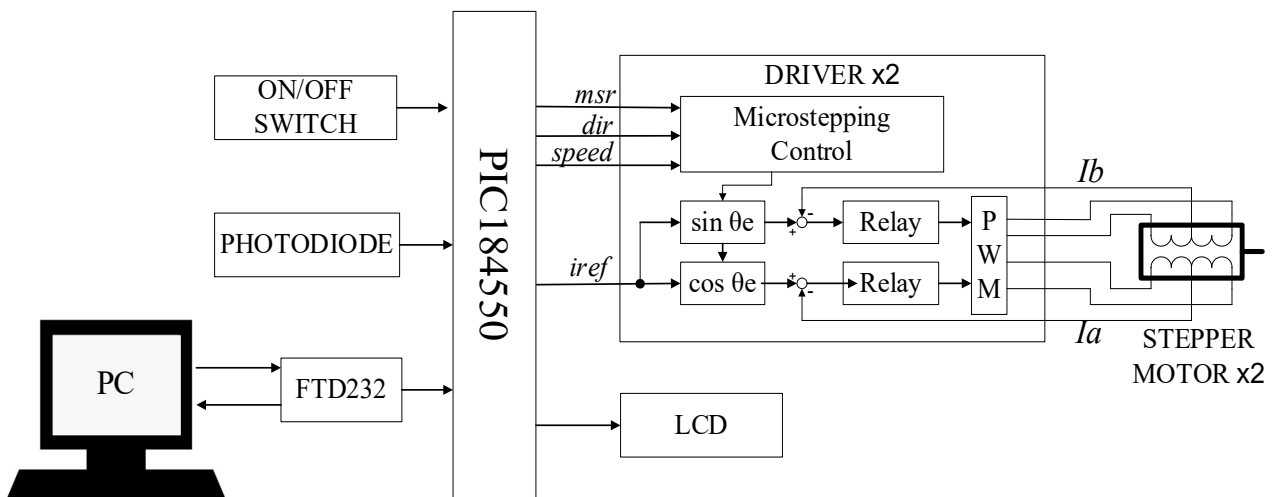 ON/OFF
SWITCH
PHOTODIODE
PC
FTD232
PIC184550
msr
dir
speed
iref
DRIVER x2
Microstepping
Control
sin θe
cos θe
+
-
+
-
Relay
Relay
P
W
M
Ib
Ia
STEPPER
MOTOR x2
LCD